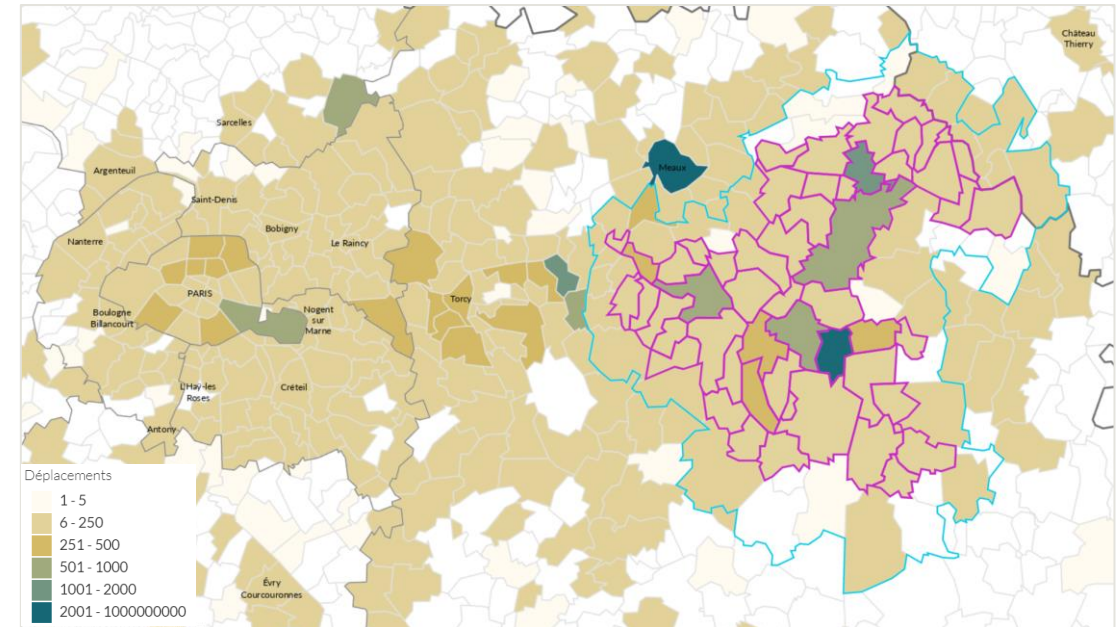 Château
Thierry
Sarcelles
Argenteuil
Meaux
Saint-Denis
Bobigny
Nanterre
Le Raincy
PARIS
Torcy
Boulogne
Billancourt
Nogent
sur
Marne
L'Haÿ-les
Roses
Créteil
Antony
Déplacements
1 - 5
6 - 250
251 - 500
501 - 1000
1001 - 2000
2001 - 1000000000
Évry
Courcouronnes